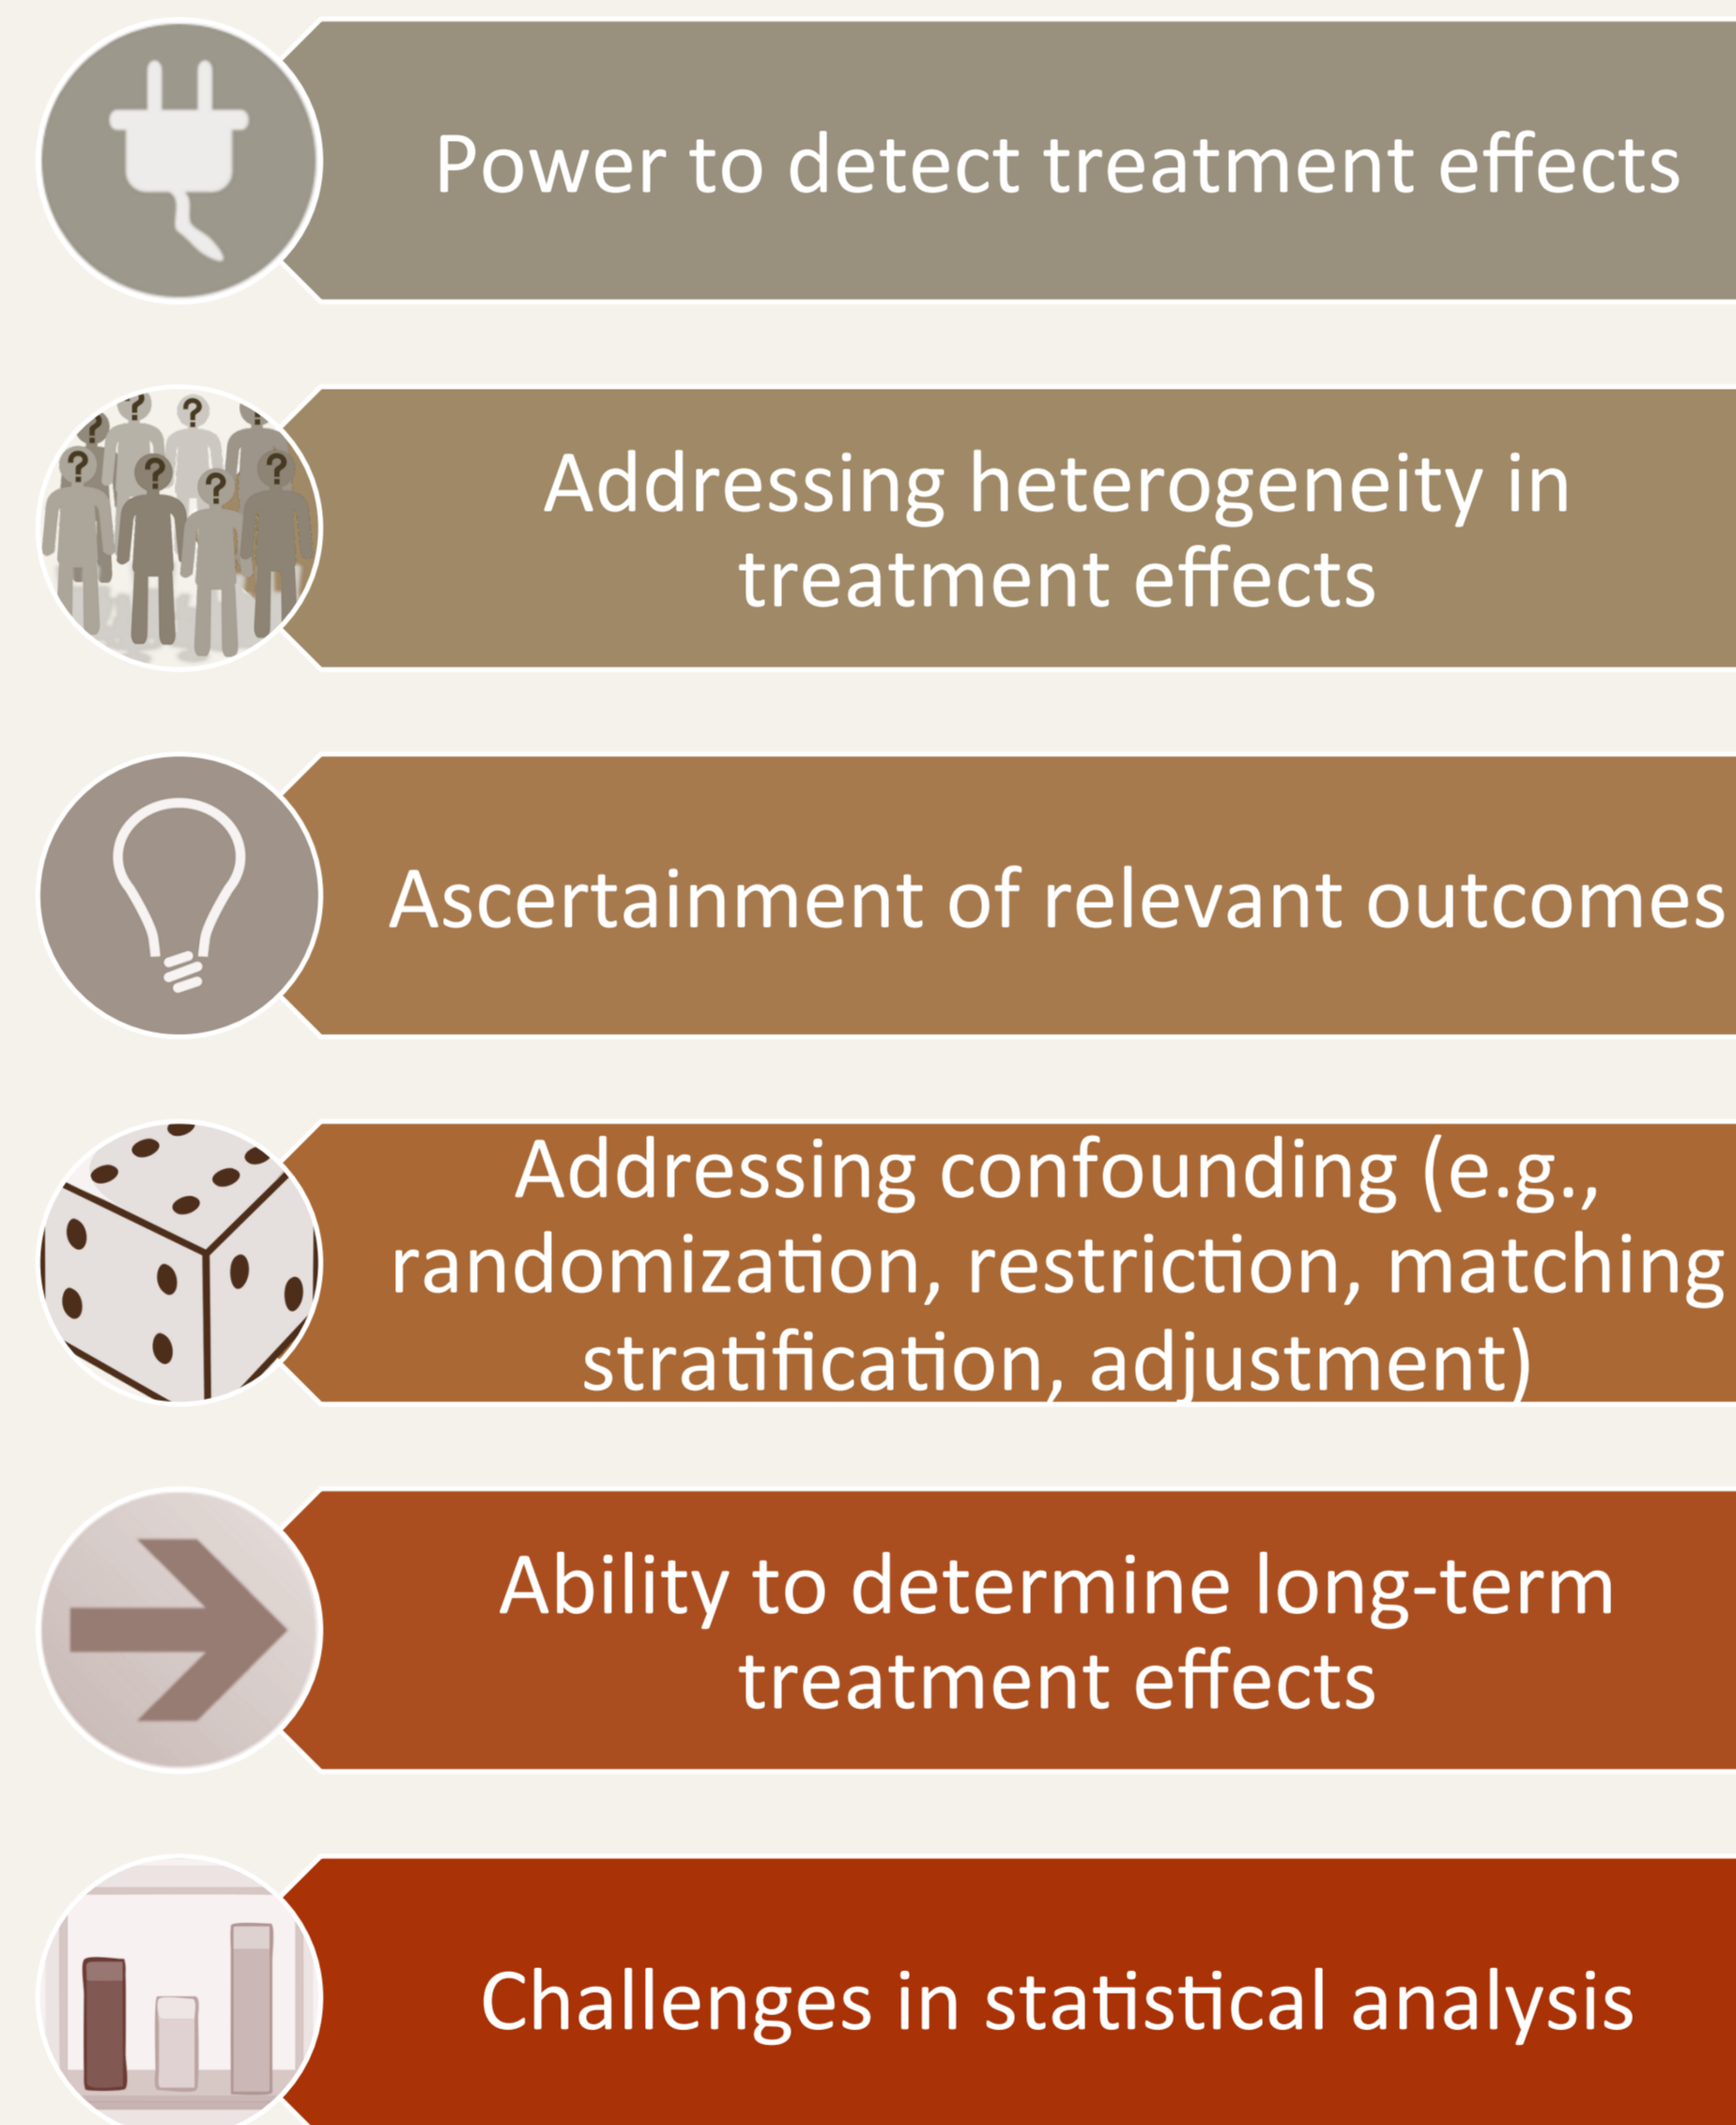 Power to detect treatment effects
? ? ? ?
? ? ? ?
Addressing heterogeneity in
treatment effects
Ascertainment of relevant outcomes
Addressing confounding (e.g.,
randomization, restriction, matching
stratification, adjustment)
Ability to determine long-term
treatment effects
Challenges in statistical analysis